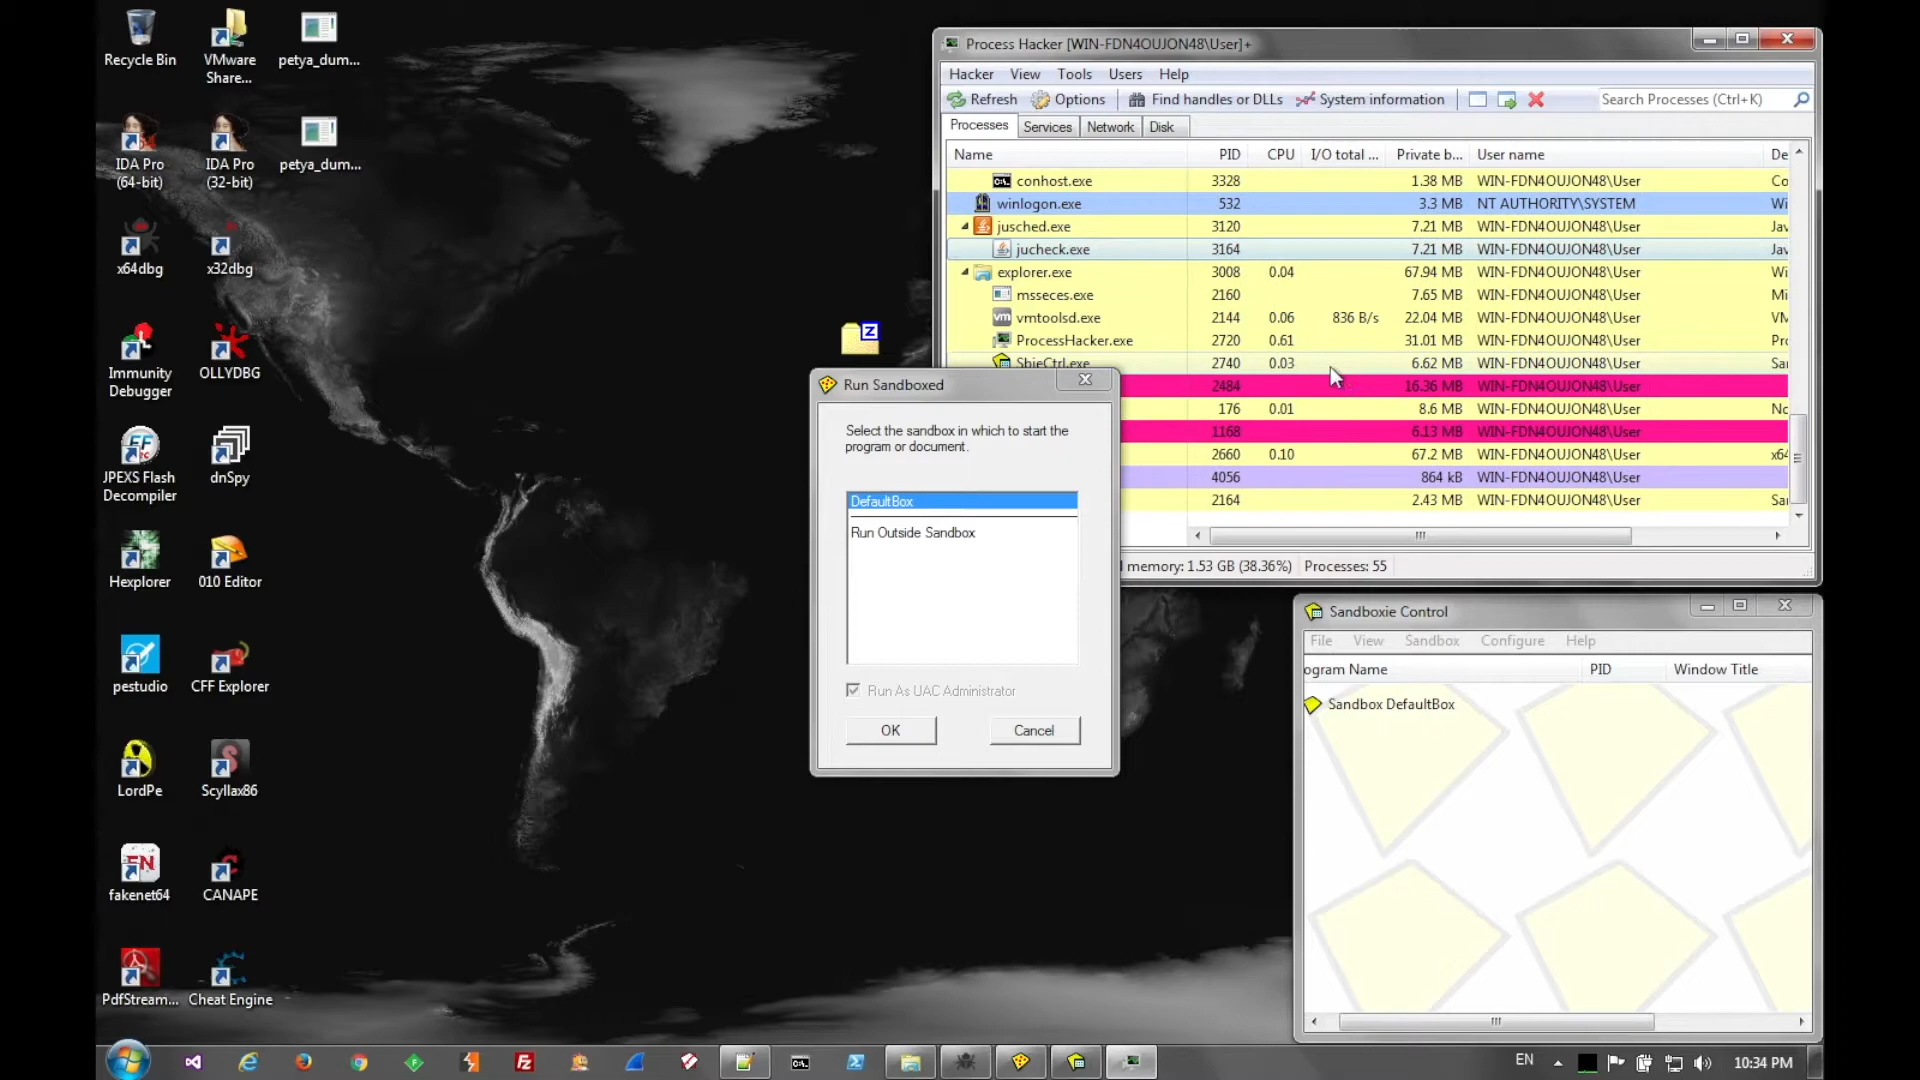 Recycle Bin
VMware
Share...
petya_dum...
IDA Pro
(64-bit)
IDA Pro
(32-bit)
petya_dum...
x64dbg
x32dbg
Immunity
Debugger
OLLYDBG
JPEXS Flash
Decompiler
dnSpy
Hexplorer
010 Editor
pestudio
CFF Explorer
LordPe
Scyllax86
fakenet64
CANAPE
PdfStream...
Cheat Engine
Process Hacker [WIN-FDN4OUJON48\User]+
Hacker View Tools Users Help
Refresh Options Find handles or DLLs System information Search Processes (Ctrl+K)
Processes Services Network Disk
Name PID CPU I/O total ... Private b... User name De
conhost.exe 3328 1.38 MB WIN-FDN4OUJON48\User Co
winlogon.exe 532 3.3 MB NT AUTHORITY\SYSTEM Wi
jusched.exe 3120 7.21 MB WIN-FDN4OUJON48\User Jav
jucheck.exe 3164 7.21 MB WIN-FDN4OUJON48\User Jav
explorer.exe 3008 0.04 67.94 MB WIN-FDN4OUJON48\User Wi
msseces.exe 2160 7.65 MB WIN-FDN4OUJON48\User Mi
vmtoolsd.exe 2144 0.06 836 B/s 22.04 MB WIN-FDN4OUJON48\User VM
ProcessHacker.exe 2720 0.61 31.01 MB WIN-FDN4OUJON48\User Prc
SbieCtrl.exe 2740 0.03 6.62 MB WIN-FDN4OUJON48\User Sar
2484 16.36 MB WIN-FDN4OUJON48\User
176 0.01 8.6 MB WIN-FDN4OUJON48\User Nc
1168 6.13 MB WIN-FDN4OUJON48\User
2660 0.10 67.2 MB WIN-FDN4OUJON48\User x64
4056 864 kB WIN-FDN4OUJON48\User
2164 2.43 MB WIN-FDN4OUJON48\User Sar
memory: 1.53 GB (38.36%) Processes: 55
Run Sandboxed
Select the sandbox in which to start the
program or document.
DefaultBox
Run Outside Sandbox
Run As UAC Administrator
OK Cancel
Sandboxie Control
File View Sandbox Configure Help
ogram Name PID Window Title
Sandbox DefaultBox
EN 10:34 PM